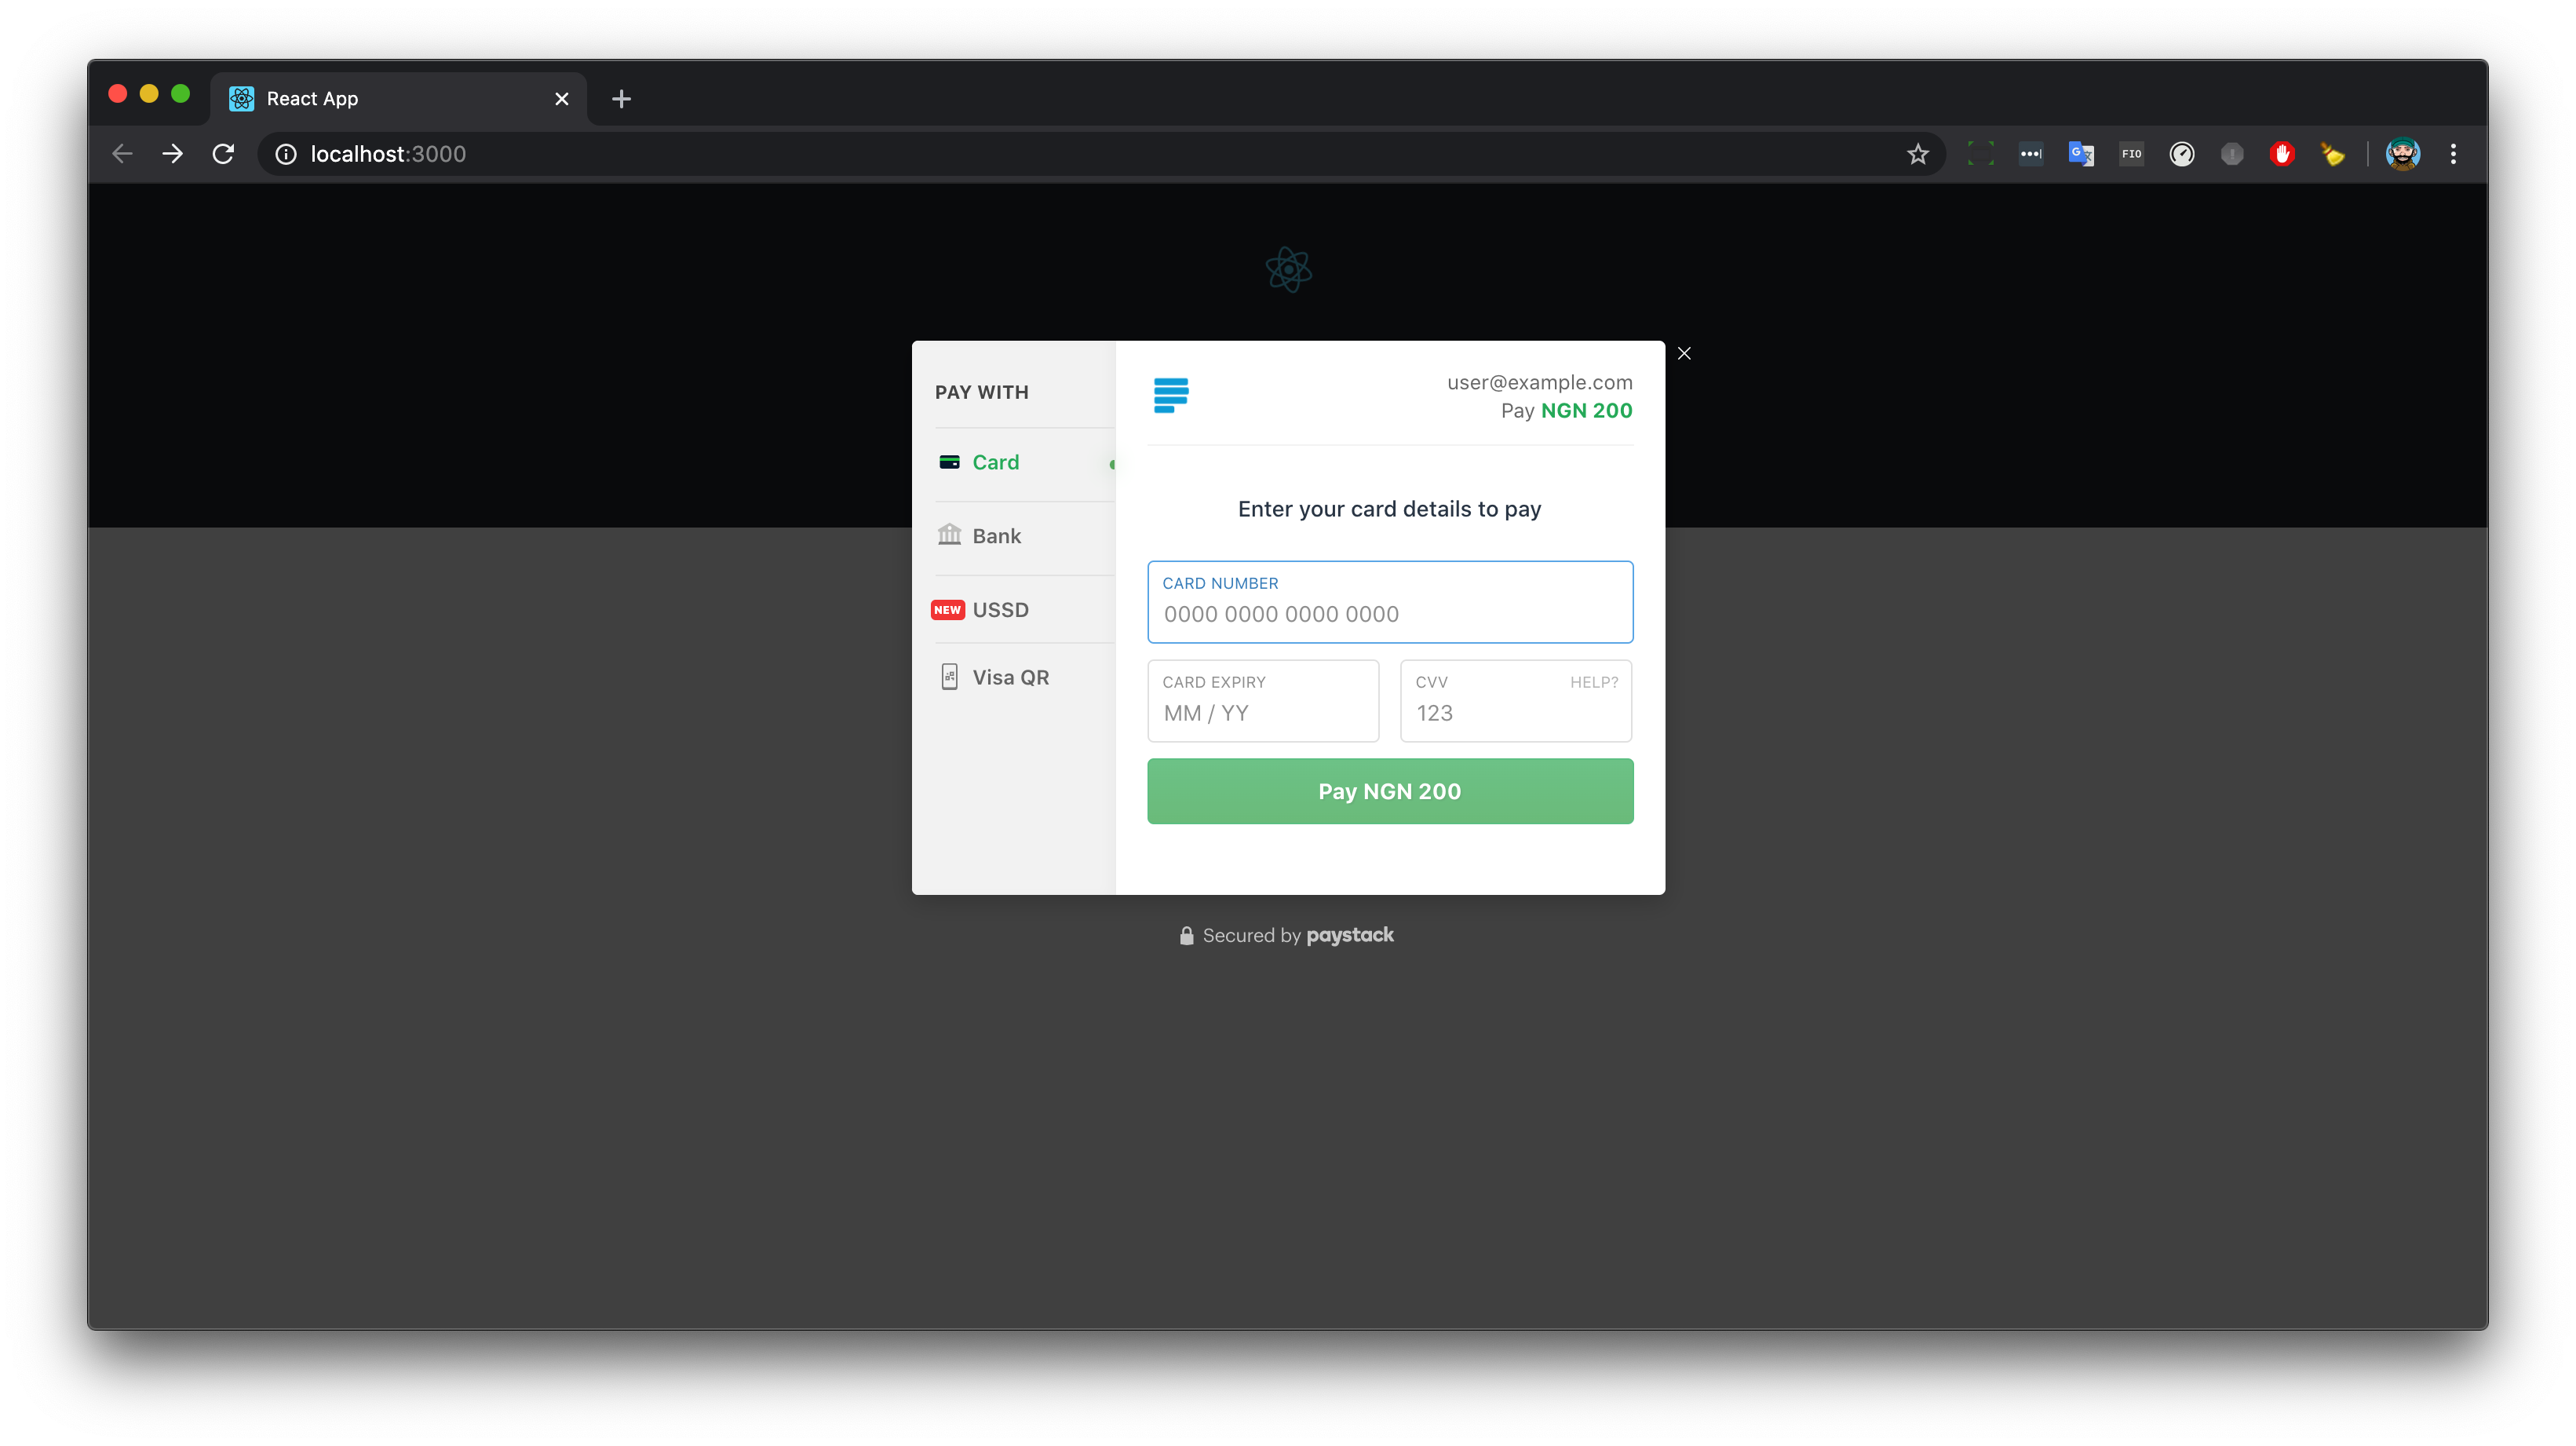 React App
localhost:3000
FIO
PAY WITH
Card
Bank
NEW USSD
Visa QR
user@example.com
Pay NGN 200
Enter your card details to pay
CARD NUMBER
0000 0000 0000 0000
CARD EXPIRY
MM / YY
CVV HELP?
123
Pay NGN 200
Secured by paystack